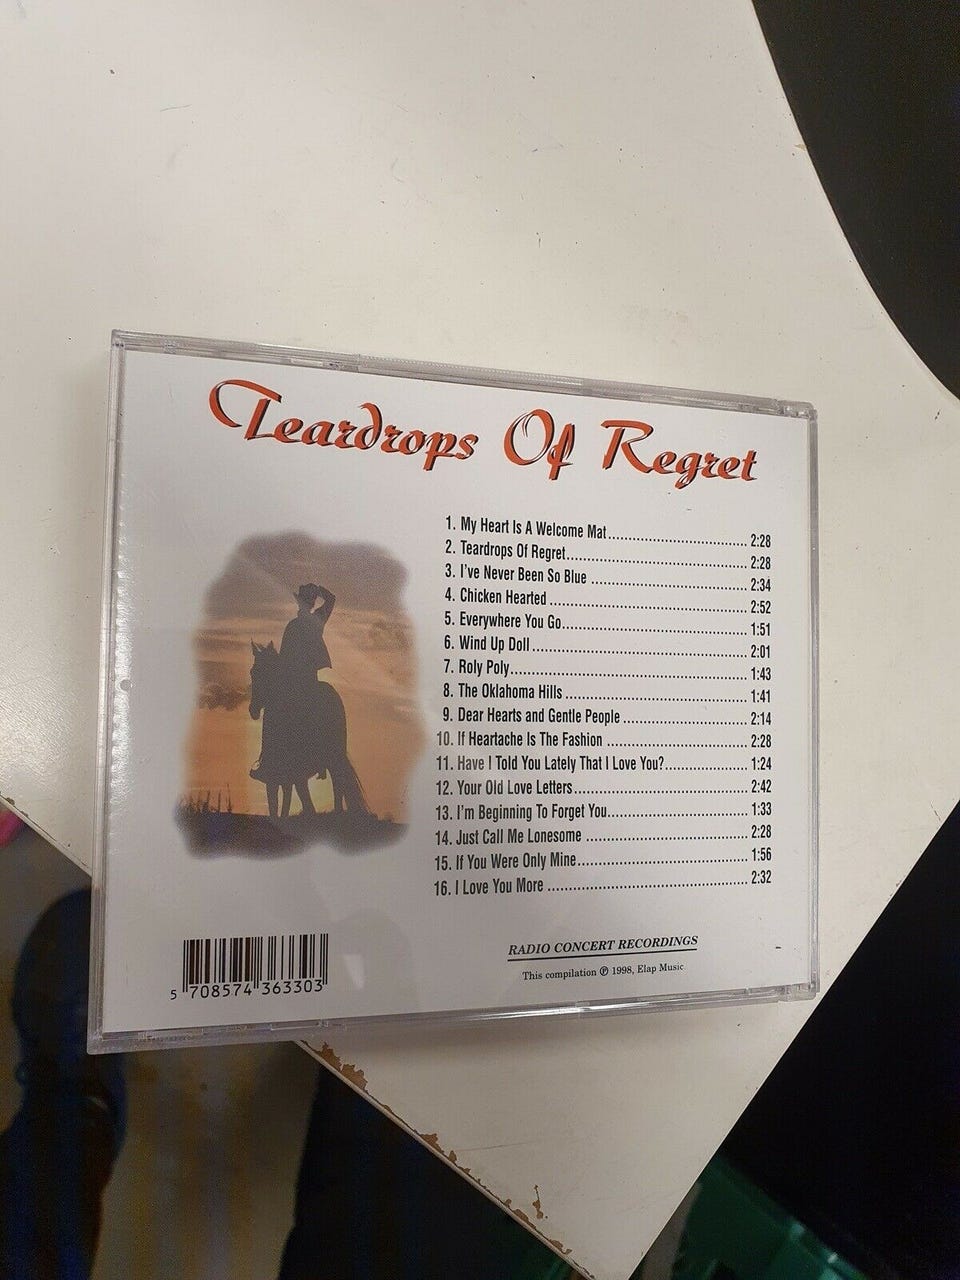 Teardrops Of Regret
1. My Heart Is A Welcome Mat 2:28
2. Teardrops Of Regret 2:28
3. I've Never Been So Blue 2:34
4. Chicken Hearted 2:52
5. Everywhere You Go 1:51
6. Wind Up Doll 2:01
7. Roly Poly 1:43
8. The Oklahoma Hills 1:41
9. Dear Hearts and Gentle People 2:14
10. If Heartache Is The Fashion 2:28
11. Have I Told You Lately That I Love You? 1:24
12. Your Old Love Letters 2:42
13. I'm Beginning To Forget You 1:33
14. Just Call Me Lonesome 2:28
15. If You Were Only Mine 1:56
16. I Love You More 2:32
RADIO CONCERT RECORDINGS
This compilation ℗ 1998, Elap Music.
5 708574 363303